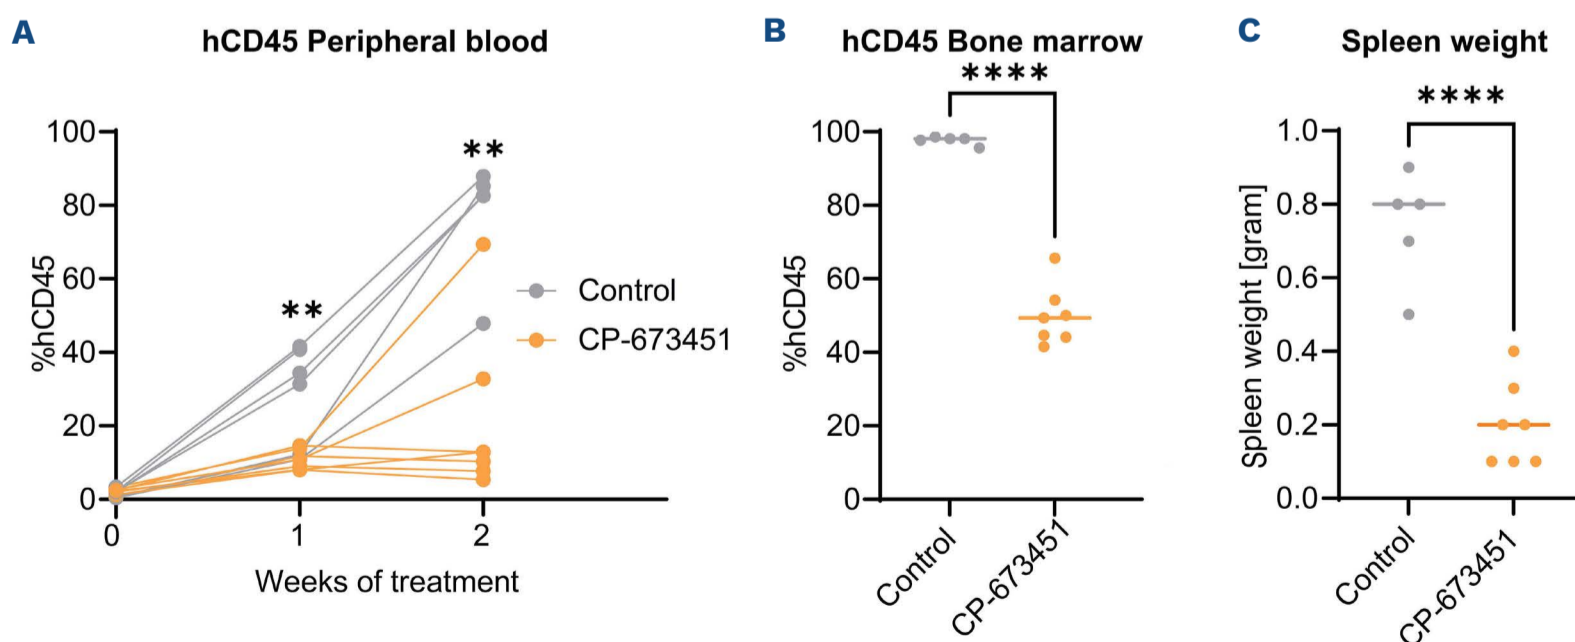 A
hCD45 Peripheral blood
**
**
100
80
60
40
20
0
%hCD45
0
1
2
Weeks of treatment
Control
CP-673451
B
hCD45 Bone marrow
****
100
80
60
40
20
0
%hCD45
Control
CP-673451
C
Spleen weight
****
1.0
0.8
0.6
0.4
0.2
0.0
Spleen weight [gram]
Control
CP-673451